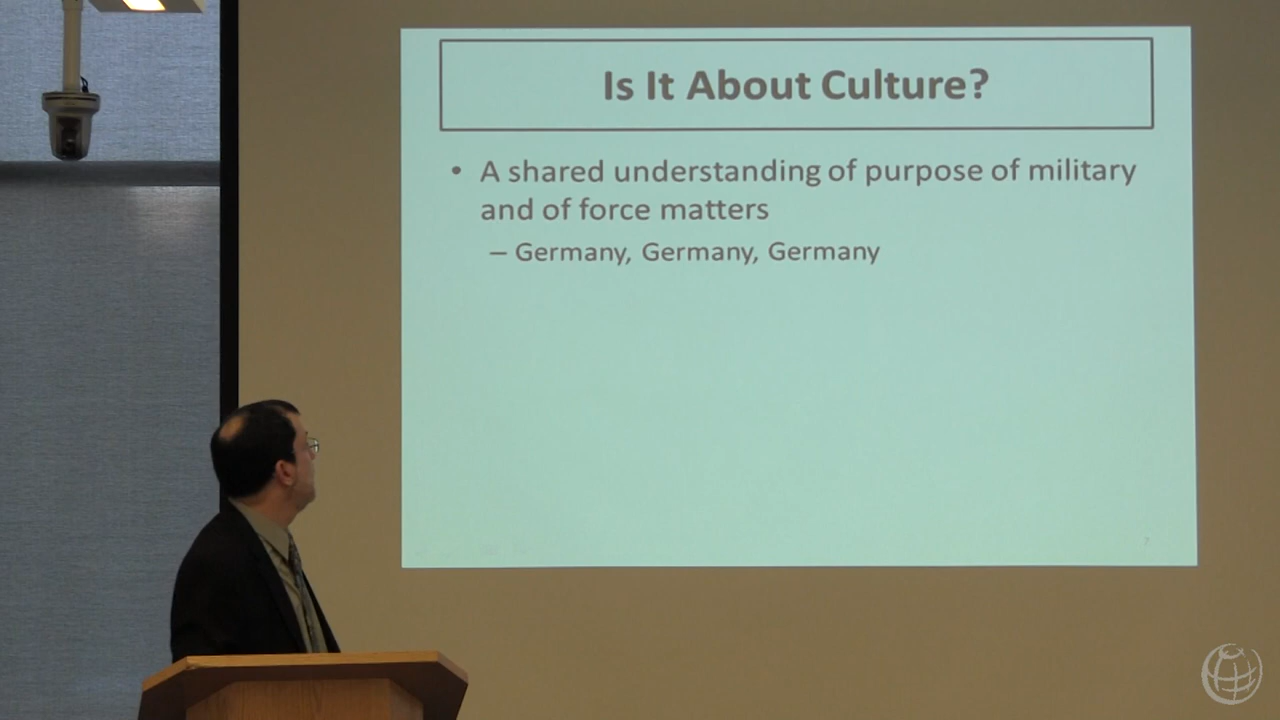 Is It About Culture?
• A shared understanding of purpose of military
and of force matters
– Germany, Germany, Germany